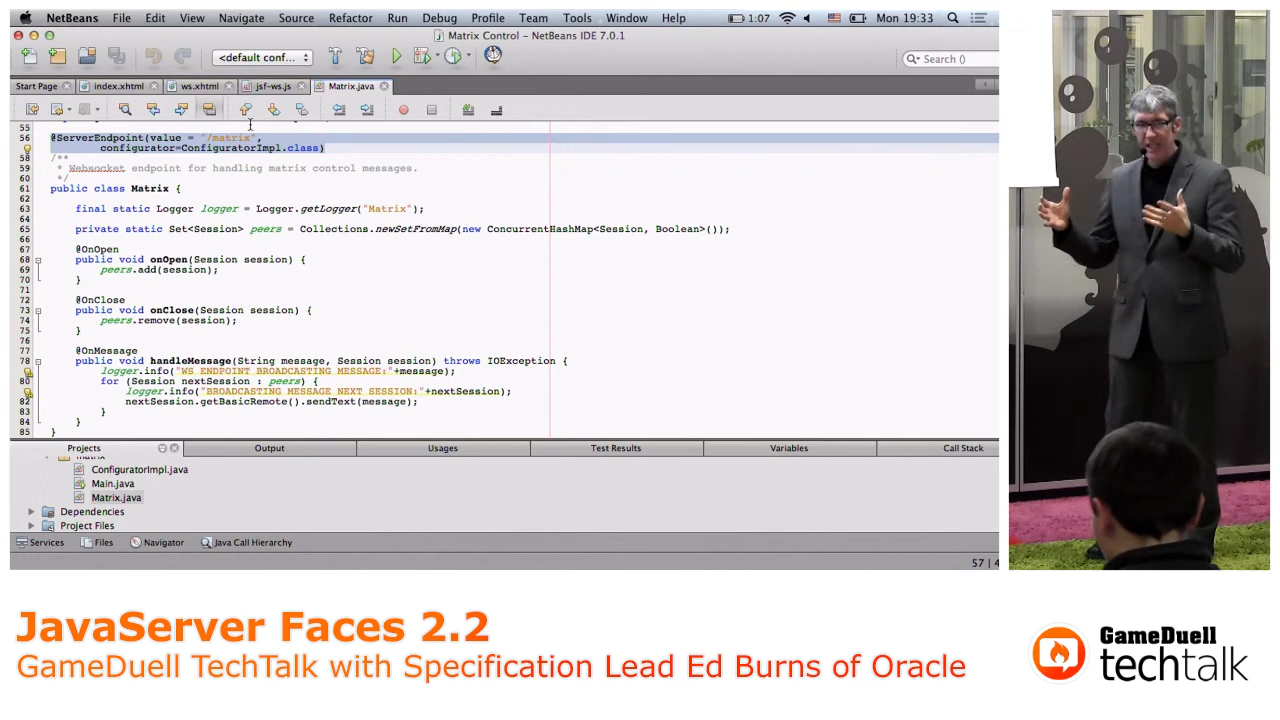 NetBeans File Edit View Navigate Source Refactor Run Debug Profile Team Tools Window Help 1:07 Mon 19:33
Matrix Control - NetBeans IDE 7.0.1
<default conf... Search ()
Start Page index.xhtml ws.xhtml jsf-ws.js Matrix.java
55
56 @ServerEndpoint(value = "/matrix",
configurator=ConfiguratorImpl.class)
58 /**
59 * Websocket endpoint for handling matrix control messages.
60 */
61 public class Matrix {
62
63 final static Logger logger = Logger.getLogger("Matrix");
64
65 private static Set<Session> peers = Collections.newSetFromMap(new ConcurrentHashMap<Session, Boolean>());
66
67 @OnOpen
68 public void onOpen(Session session) {
69 peers.add(session);
70 }
71
72 @OnClose
73 public void onClose(Session session) {
74 peers.remove(session);
75 }
76
77 @OnMessage
78 public void handleMessage(String message, Session session) throws IOException {
logger.info("WS ENDPOINT BROADCASTING MESSAGE:"+message);
80 for (Session nextSession : peers) {
logger.info("BROADCASTING MESSAGE NEXT SESSION:"+nextSession);
82 nextSession.getBasicRemote().sendText(message);
83 }
84 }
85 }
Projects Output Usages Test Results Variables Call Stack
matrix
ConfiguratorImpl.java
Main.java
Matrix.java
Dependencies
Project Files
Services Files Navigator Java Call Hierarchy
57 | 4
JavaServer Faces 2.2
GameDuell TechTalk with Specification Lead Ed Burns of Oracle
GameDuell
techtalk